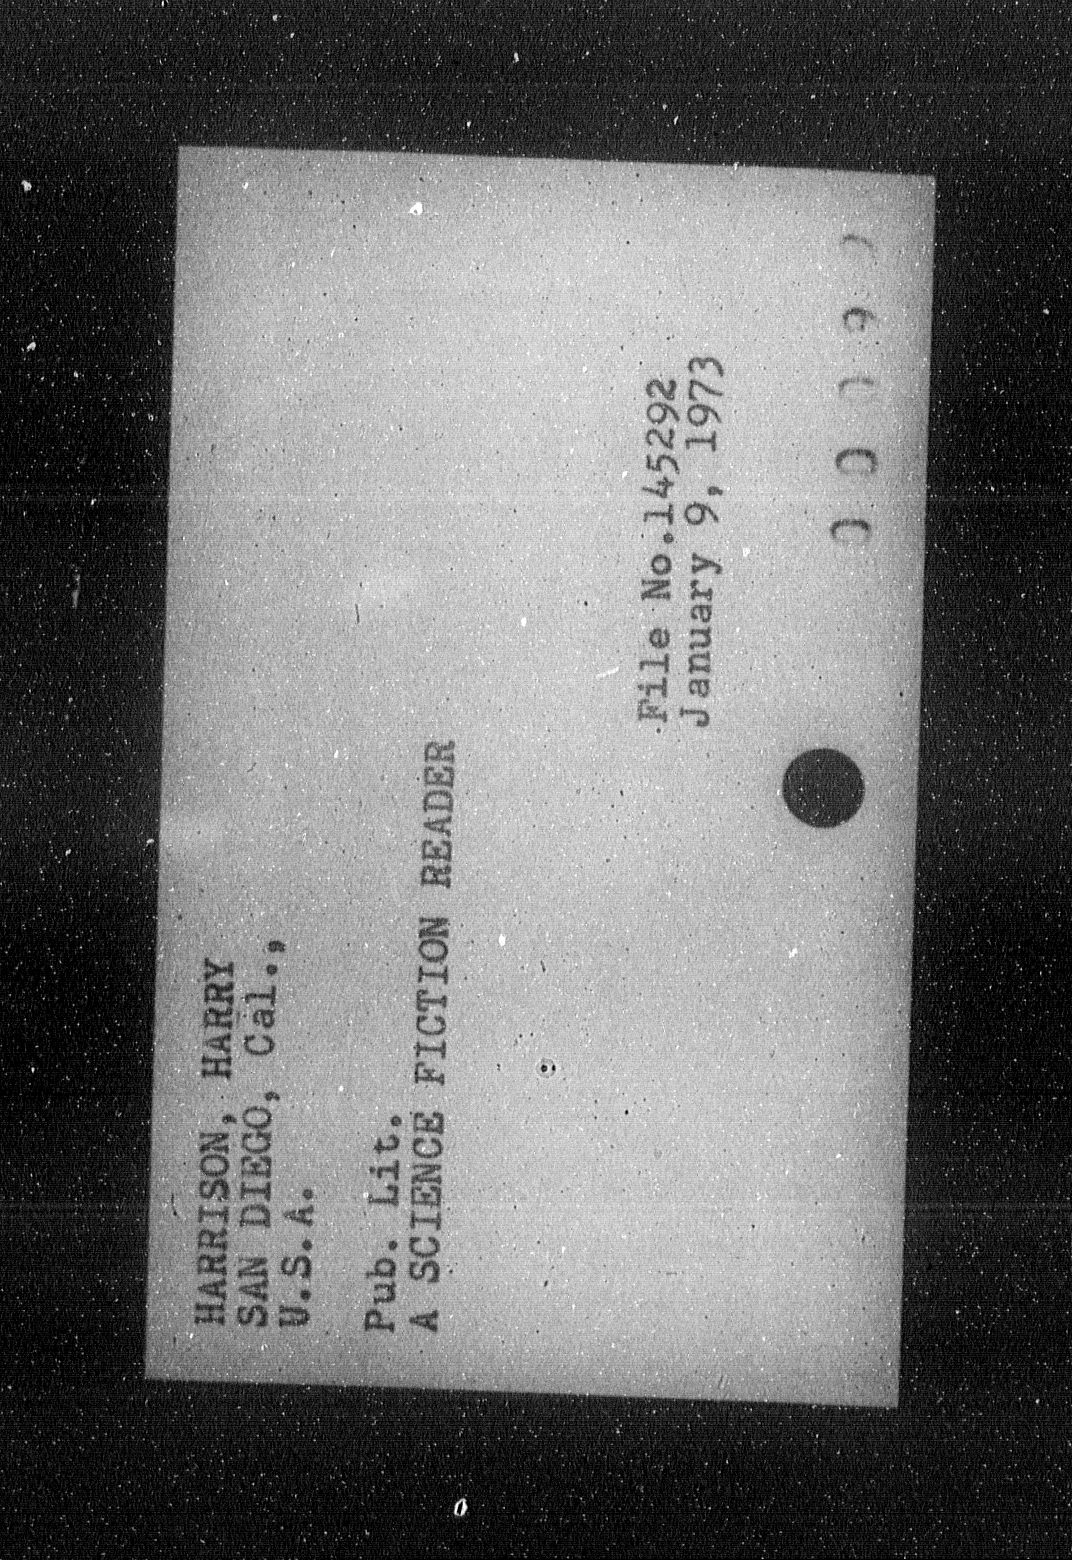 HARRISON, HARRY
SAN DIEGO, Cal.,
U.S.A.
Pub. Lit.
A SCIENCE FICTION READER
File No.145292
January 9, 1973